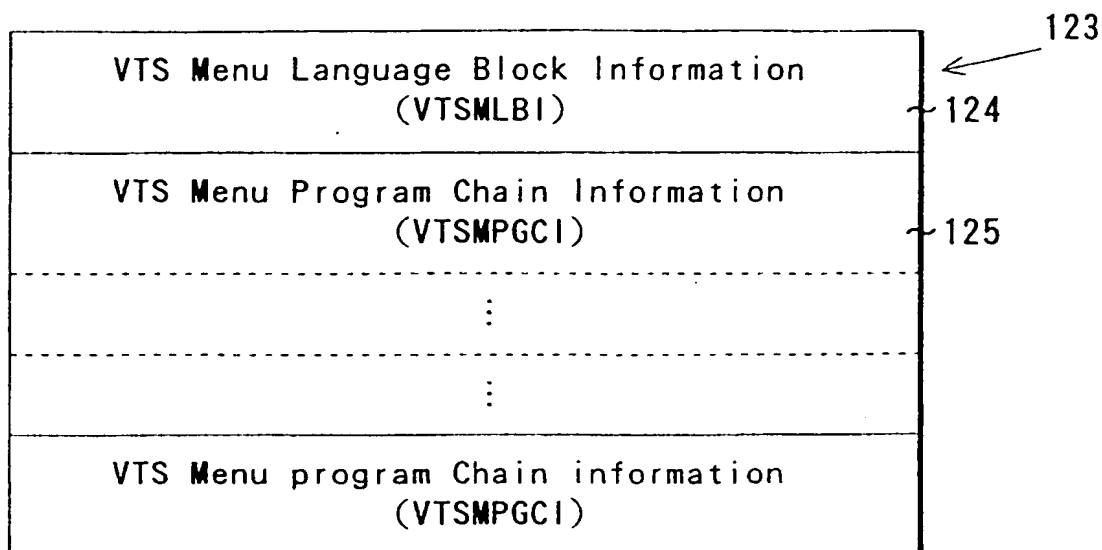 123
VTS Menu Language Block Information
(VTSMLBI)
124
VTS Menu Program Chain Information
(VTSMPGCI)
125
⋮
⋮
VTS Menu program Chain information
(VTSMPGCI)